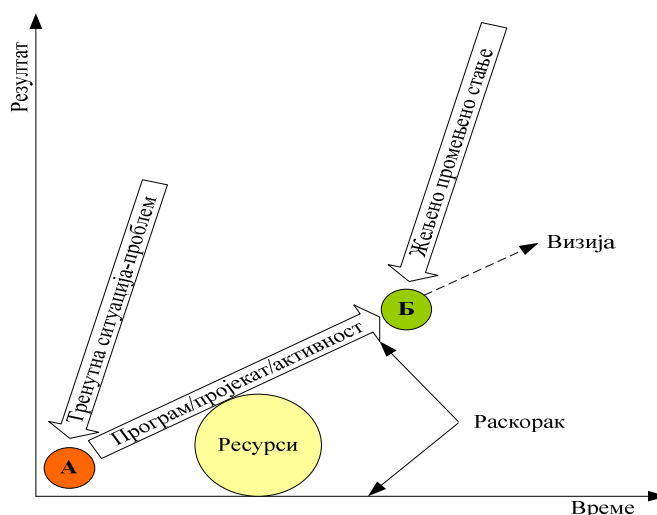 Резултат
Жељено промењено стање
Тренутна ситуација-проблем
Визија
Б
Програм/пројекат/активност
Раскорак
Ресурси
А
Време